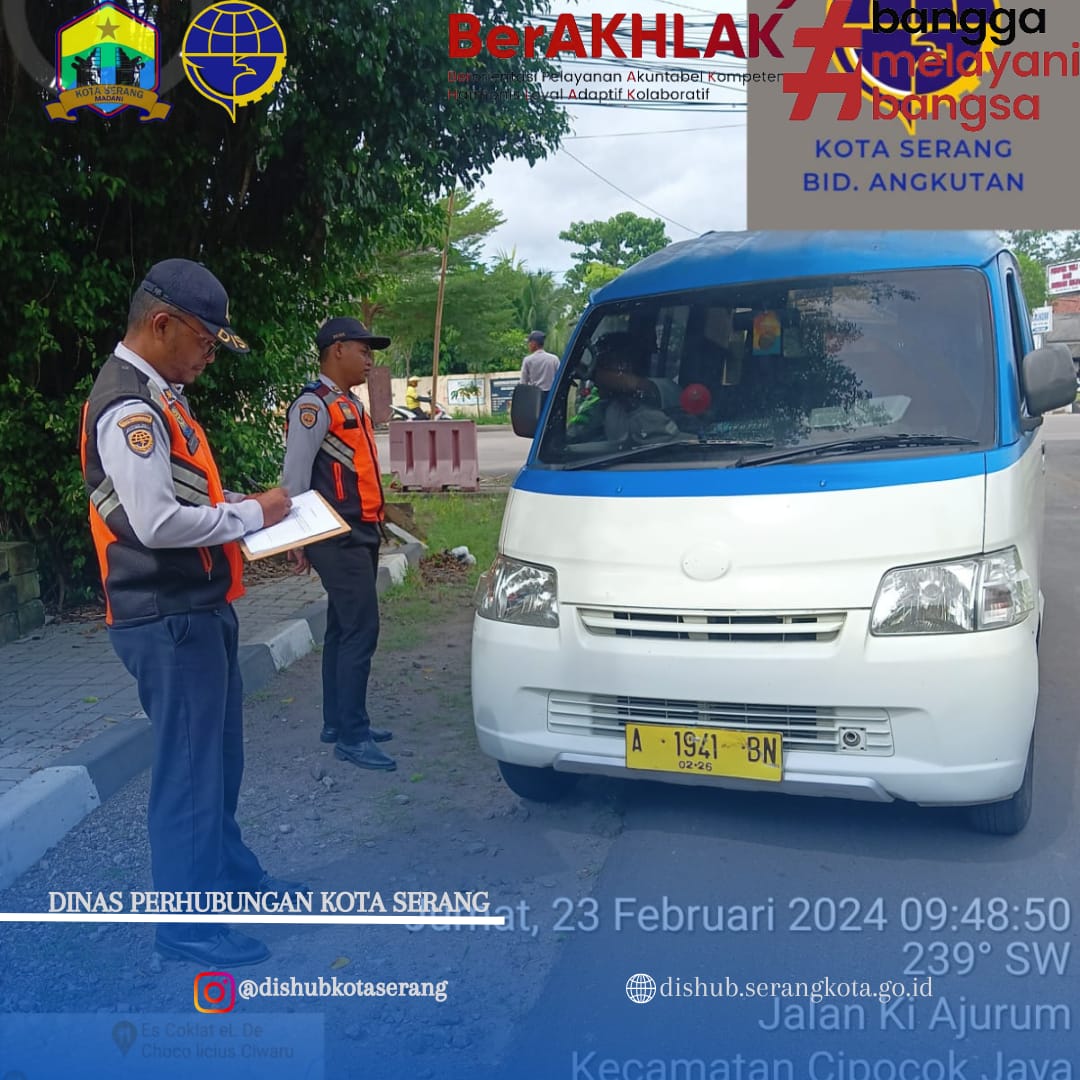 KOTA SERANG
MADANI
BerAKHLAK
Berorientasi Pelayanan Akuntabel Kompeten
Harmonis Loyal Adaptif Kolaboratif
#bangga
melayani
bangsa
KOTA SERANG
BID. ANGKUTAN
A 1941 BN
02-26
DINAS PERHUBUNGAN KOTA SERANG
Jumat, 23 Februari 2024 09:48:50
239° SW
@dishubkotaserang
dishub.serangkota.go.id
Jalan Ki Ajurum
Es Coklat eL De
Choco licius Ciwaru
Kecamatan Cipocok Jaya